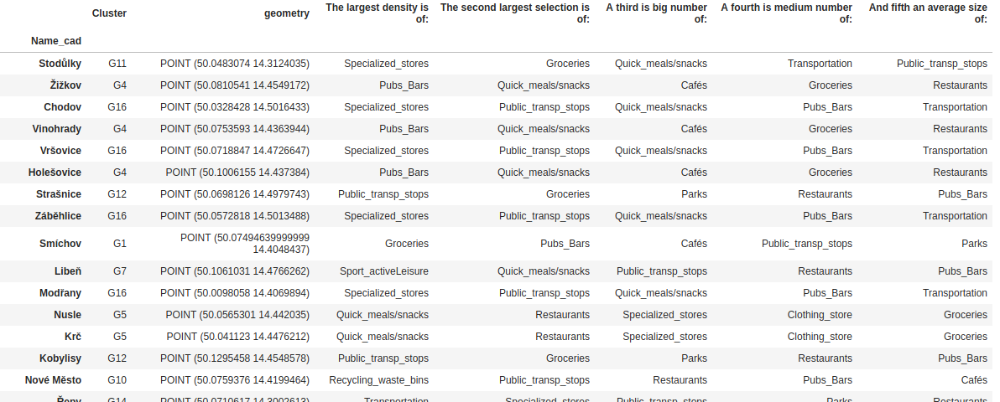 Cluster geometry The largest density is of: The second largest selection is of: A third is big number of: A fourth is medium number of: And fifth an average size of:
Name_cad
Stodůlky G11 POINT (50.0483074 14.3124035) Specialized_stores Groceries Quick_meals/snacks Transportation Public_transp_stops
Žižkov G4 POINT (50.0810541 14.4549172) Pubs_Bars Quick_meals/snacks Cafés Groceries Restaurants
Chodov G16 POINT (50.0328428 14.5016433) Specialized_stores Public_transp_stops Quick_meals/snacks Pubs_Bars Transportation
Vinohrady G4 POINT (50.0753593 14.4363944) Pubs_Bars Quick_meals/snacks Cafés Groceries Restaurants
Vršovice G16 POINT (50.0718847 14.4726647) Specialized_stores Public_transp_stops Quick_meals/snacks Pubs_Bars Transportation
Holešovice G4 POINT (50.1006155 14.437384) Pubs_Bars Quick_meals/snacks Cafés Groceries Restaurants
Strašnice G12 POINT (50.0698126 14.4979743) Public_transp_stops Groceries Parks Restaurants Pubs_Bars
Záběhlice G16 POINT (50.0572818 14.5013488) Specialized_stores Public_transp_stops Quick_meals/snacks Pubs_Bars Transportation
Smíchov G1 POINT (50.07494639999999 14.4048437) Groceries Pubs_Bars Cafés Public_transp_stops Parks
Libeň G7 POINT (50.1061031 14.4766262) Sport_activeLeisure Quick_meals/snacks Public_transp_stops Restaurants Pubs_Bars
Modřany G16 POINT (50.0098058 14.4069894) Specialized_stores Public_transp_stops Quick_meals/snacks Pubs_Bars Transportation
Nusle G5 POINT (50.0565301 14.442035) Quick_meals/snacks Restaurants Specialized_stores Clothing_store Groceries
Krč G5 POINT (50.041123 14.4476212) Quick_meals/snacks Restaurants Specialized_stores Clothing_store Groceries
Kobylisy G12 POINT (50.1295458 14.4548578) Public_transp_stops Groceries Parks Restaurants Pubs_Bars
Nové Město G10 POINT (50.0759376 14.4199464) Recycling_waste_bins Public_transp_stops Restaurants Pubs_Bars Cafés
Řepy G14 POINT (50.0710617 14.3002613) Transportation Specialized_stores Public_transp_stops Parks Restaurants